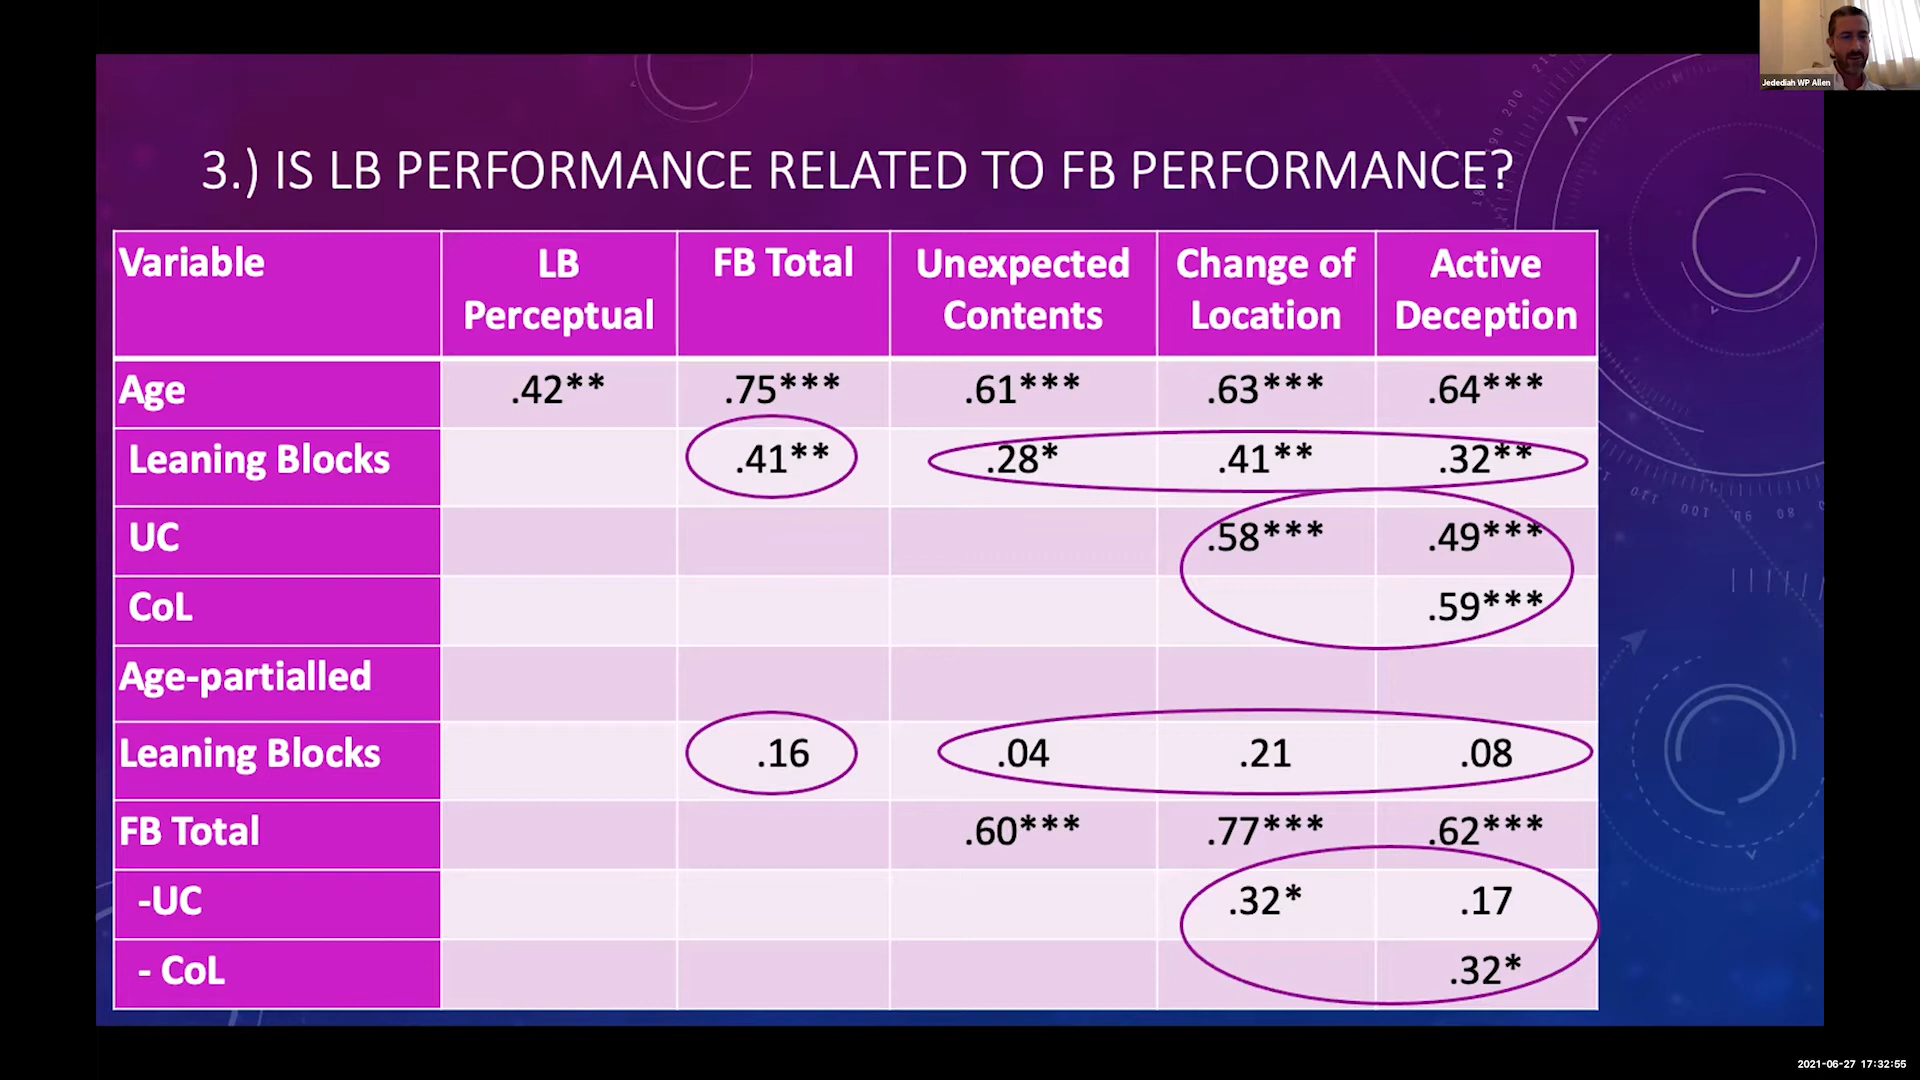 Jedediah WP Allen
3.) IS LB PERFORMANCE RELATED TO FB PERFORMANCE?
Variable LB Perceptual FB Total Unexpected Contents Change of Location Active Deception
Age .42** .75*** .61*** .63*** .64***
Leaning Blocks .41** .28* .41** .32**
UC .58*** .49***
CoL .59***
Age-partialled
Leaning Blocks .16 .04 .21 .08
FB Total .60*** .77*** .62***
-UC .32* .17
- CoL .32*
2021-06-27 17:32:55